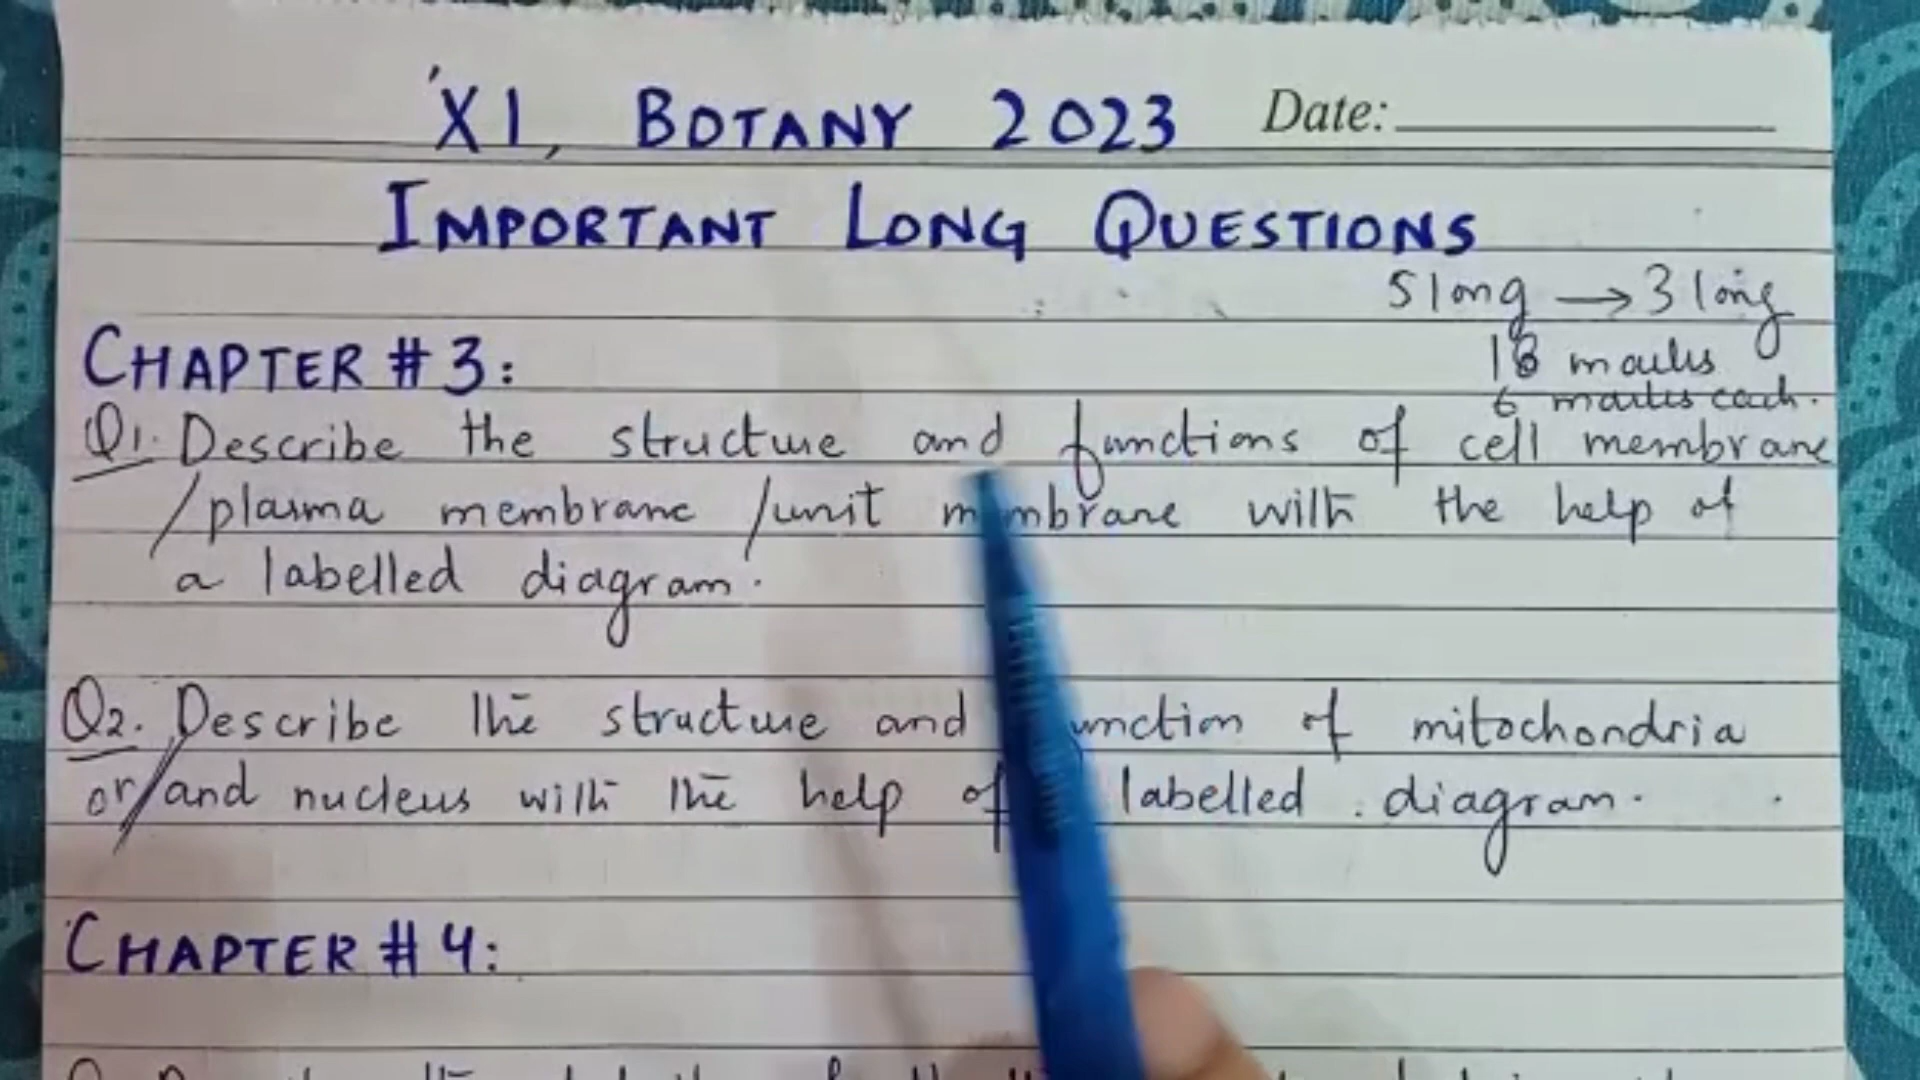 XI, BOTANY 2023 Date:
IMPORTANT LONG QUESTIONS
5 long → 3 long
18 marks
6 marks each.
CHAPTER # 3:
Q1. Describe the structure and functions of cell membrane
/plasma membrane /unit membrane with the help of
a labelled diagram.
Q2. Describe the structure and function of mitochondria
or/and nucleus with the help of labelled diagram.
CHAPTER # 4: